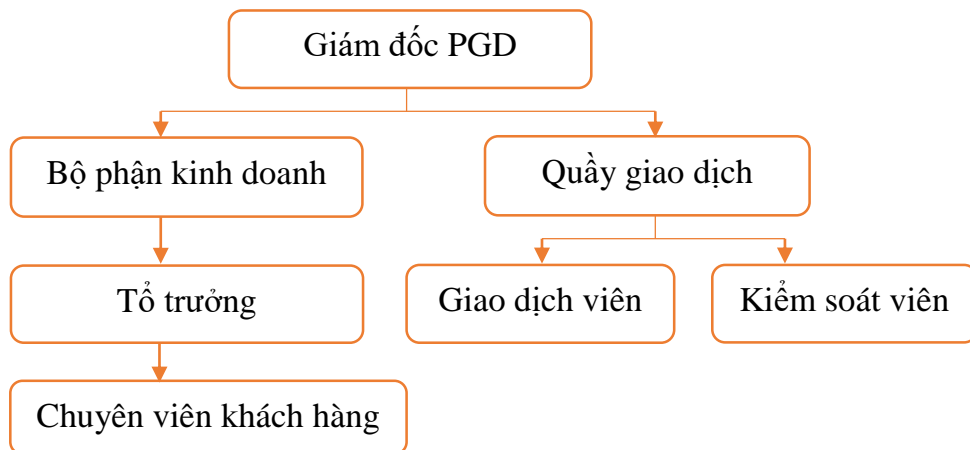 Giám đốc PGD
Bộ phận kinh doanh
Quầy giao dịch
Tổ trưởng
Giao dịch viên
Kiểm soát viên
Chuyên viên khách hàng